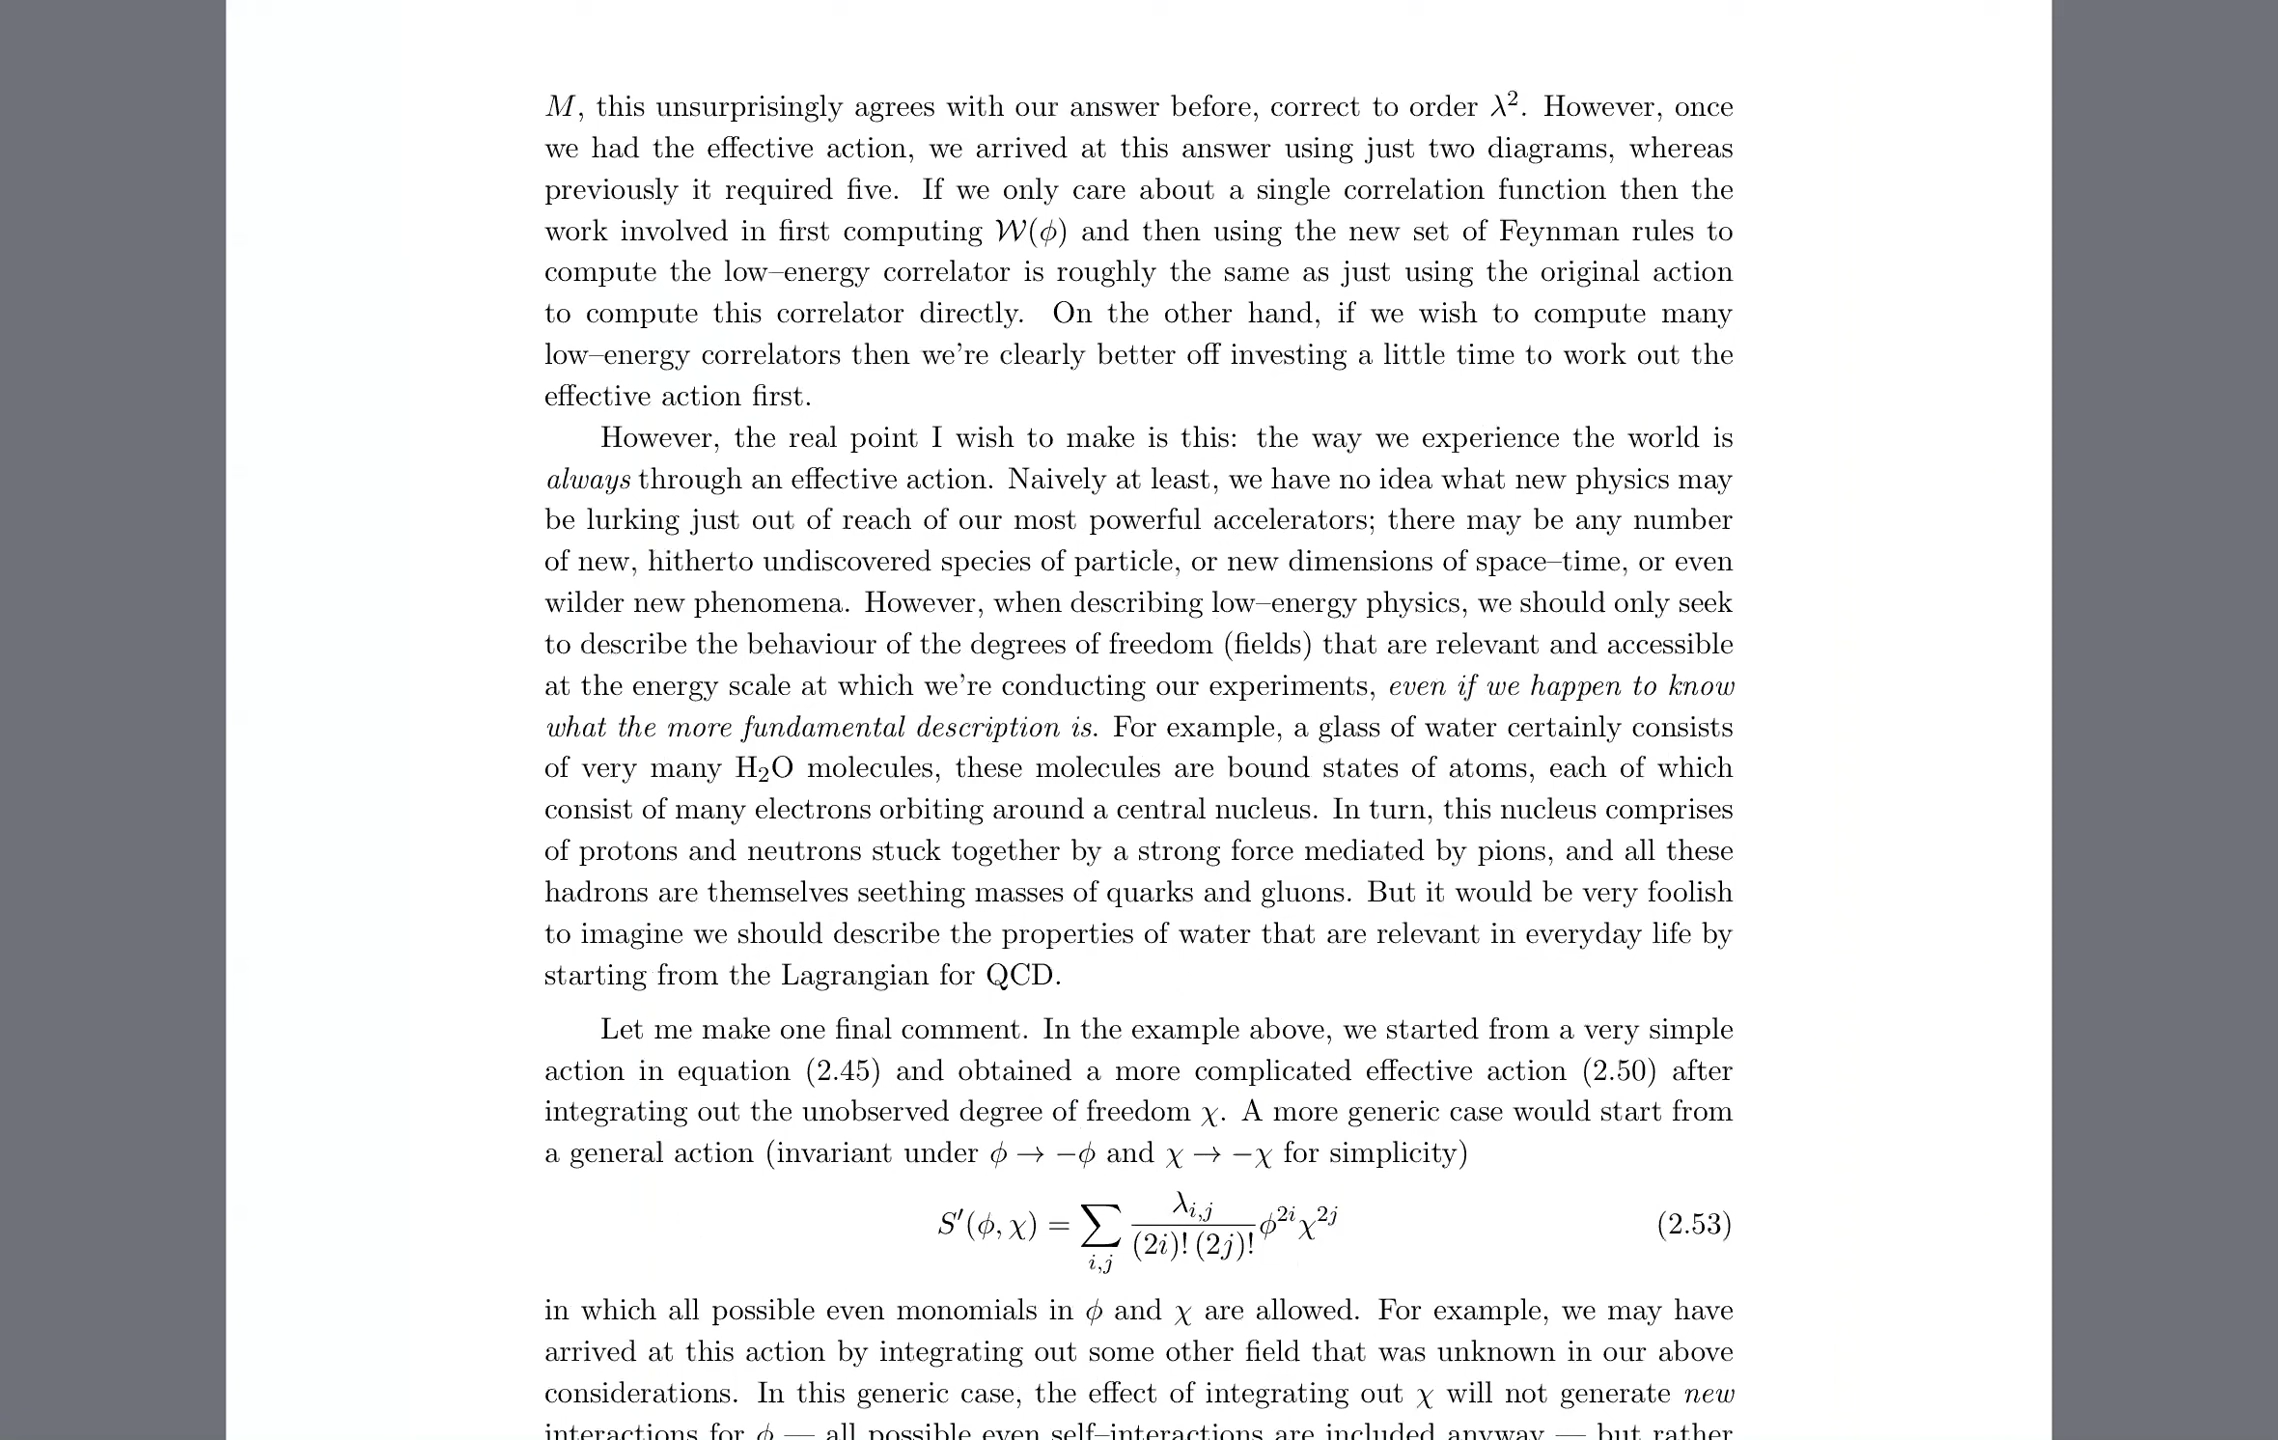 M, this unsurprisingly agrees with our answer before, correct to order λ². However, once
we had the effective action, we arrived at this answer using just two diagrams, whereas
previously it required five. If we only care about a single correlation function then the
work involved in first computing 𝒲(ϕ) and then using the new set of Feynman rules to
compute the low–energy correlator is roughly the same as just using the original action
to compute this correlator directly. On the other hand, if we wish to compute many
low–energy correlators then we're clearly better off investing a little time to work out the
effective action first.
However, the real point I wish to make is this: the way we experience the world is
always through an effective action. Naively at least, we have no idea what new physics may
be lurking just out of reach of our most powerful accelerators; there may be any number
of new, hitherto undiscovered species of particle, or new dimensions of space–time, or even
wilder new phenomena. However, when describing low–energy physics, we should only seek
to describe the behaviour of the degrees of freedom (fields) that are relevant and accessible
at the energy scale at which we're conducting our experiments, even if we happen to know
what the more fundamental description is. For example, a glass of water certainly consists
of very many H₂O molecules, these molecules are bound states of atoms, each of which
consist of many electrons orbiting around a central nucleus. In turn, this nucleus comprises
of protons and neutrons stuck together by a strong force mediated by pions, and all these
hadrons are themselves seething masses of quarks and gluons. But it would be very foolish
to imagine we should describe the properties of water that are relevant in everyday life by
starting from the Lagrangian for QCD.
Let me make one final comment. In the example above, we started from a very simple
action in equation (2.45) and obtained a more complicated effective action (2.50) after
integrating out the unobserved degree of freedom χ. A more generic case would start from
a general action (invariant under ϕ → −ϕ and χ → −χ for simplicity)
S′(ϕ, χ) = ∑_{i,j} λ_{i,j} / ((2i)! (2j)!) ϕ^{2i} χ^{2j} (2.53)
in which all possible even monomials in ϕ and χ are allowed. For example, we may have
arrived at this action by integrating out some other field that was unknown in our above
considerations. In this generic case, the effect of integrating out χ will not generate new
interactions for ϕ — all possible even self–interactions are included anyway — but rather